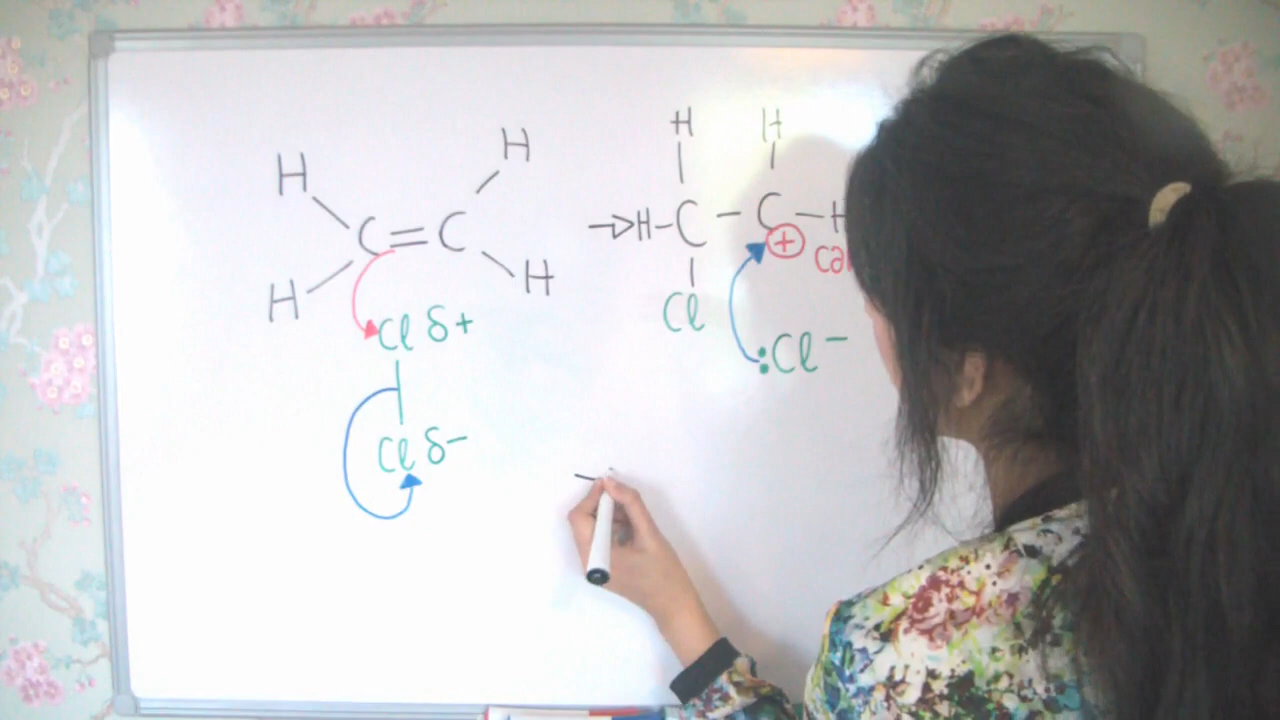 H H
C = C
H H
Cl δ+
Cl δ-
→ H H
H-C-C-H
+
Cl
:Cl -